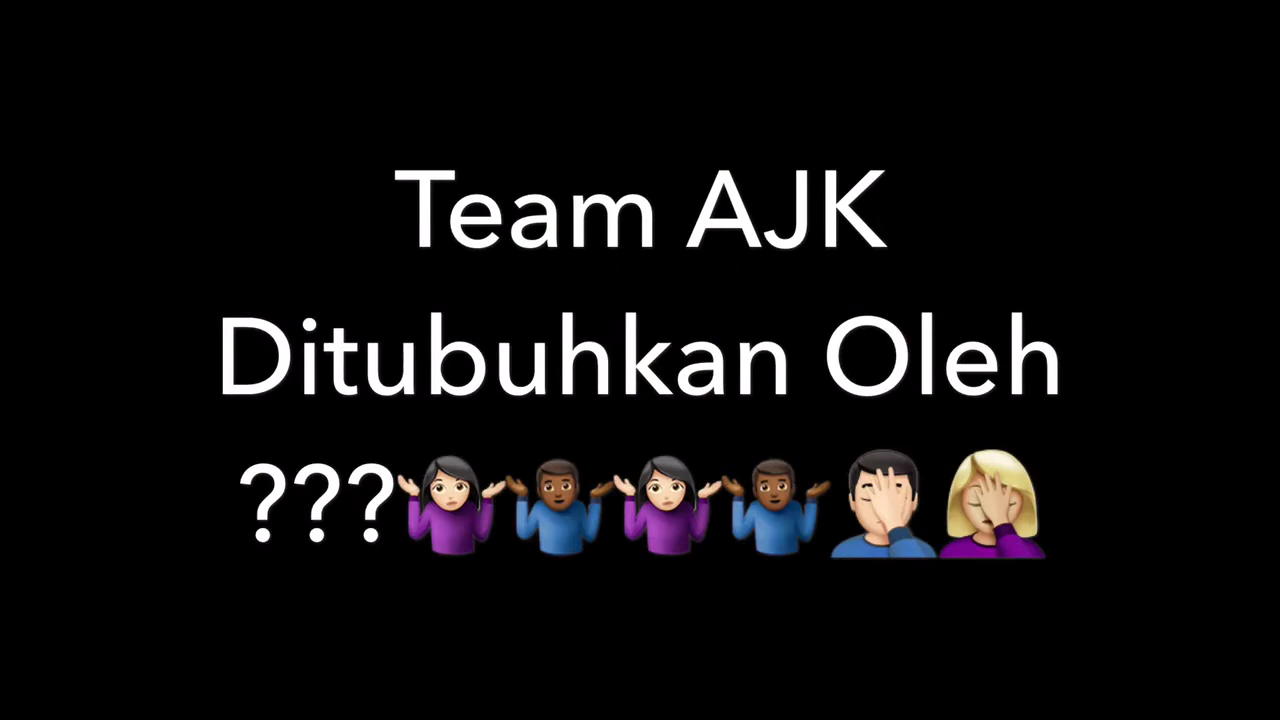 Team AJK
Ditubuhkan Oleh
???🤷🏻‍♀️🤷🏾‍♂️🤷🏻‍♀️🤷🏾‍♂️🤦🏻‍♂️🤦🏼‍♀️